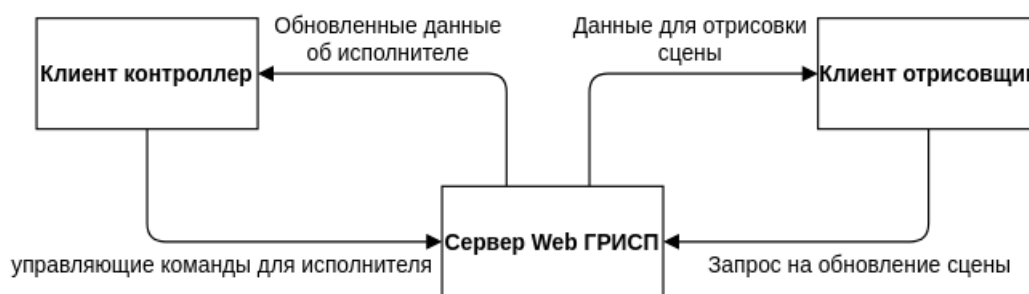 Обновленные данные
об исполнителе
Данные для отрисовки
сцены
Клиент контроллер
Клиент отрисовщи
Сервер Web ГРИСП
управляющие команды для исполнителя
Запрос на обновление сцены